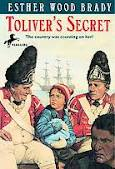 ESTHER WOOD BRADY
TOLIVER'S SECRET
"The country was counting on her!"